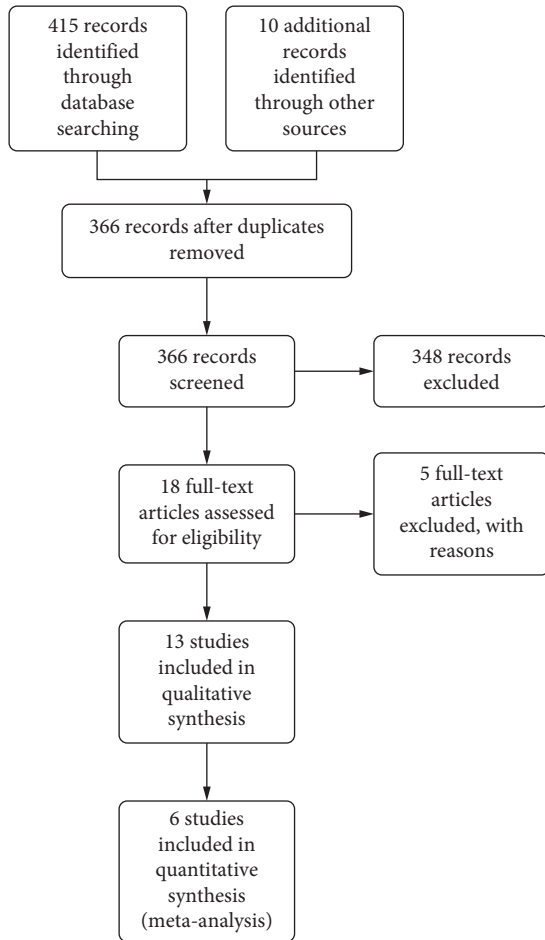 415 records
identified
through
database
searching
10 additional
records
identified
through other
sources
366 records after duplicates
removed
366 records
screened
348 records
excluded
18 full-text
articles assessed
for eligibility
5 full-text
articles
excluded, with
reasons
13 studies
included in
qualitative
synthesis
6 studies
included in
quantitative
synthesis
(meta-analysis)